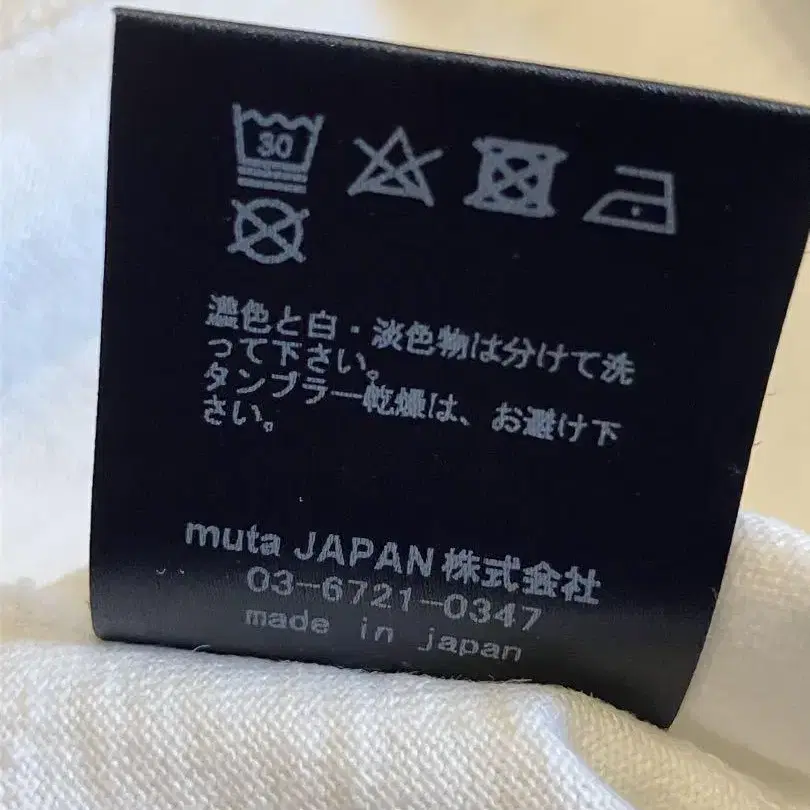 30
濃色と白・淡色物は分けて洗
って下さい。
タンブラー乾燥は、お避け下
さい。
muta JAPAN 株式会社
03-6721-0347
made in japan